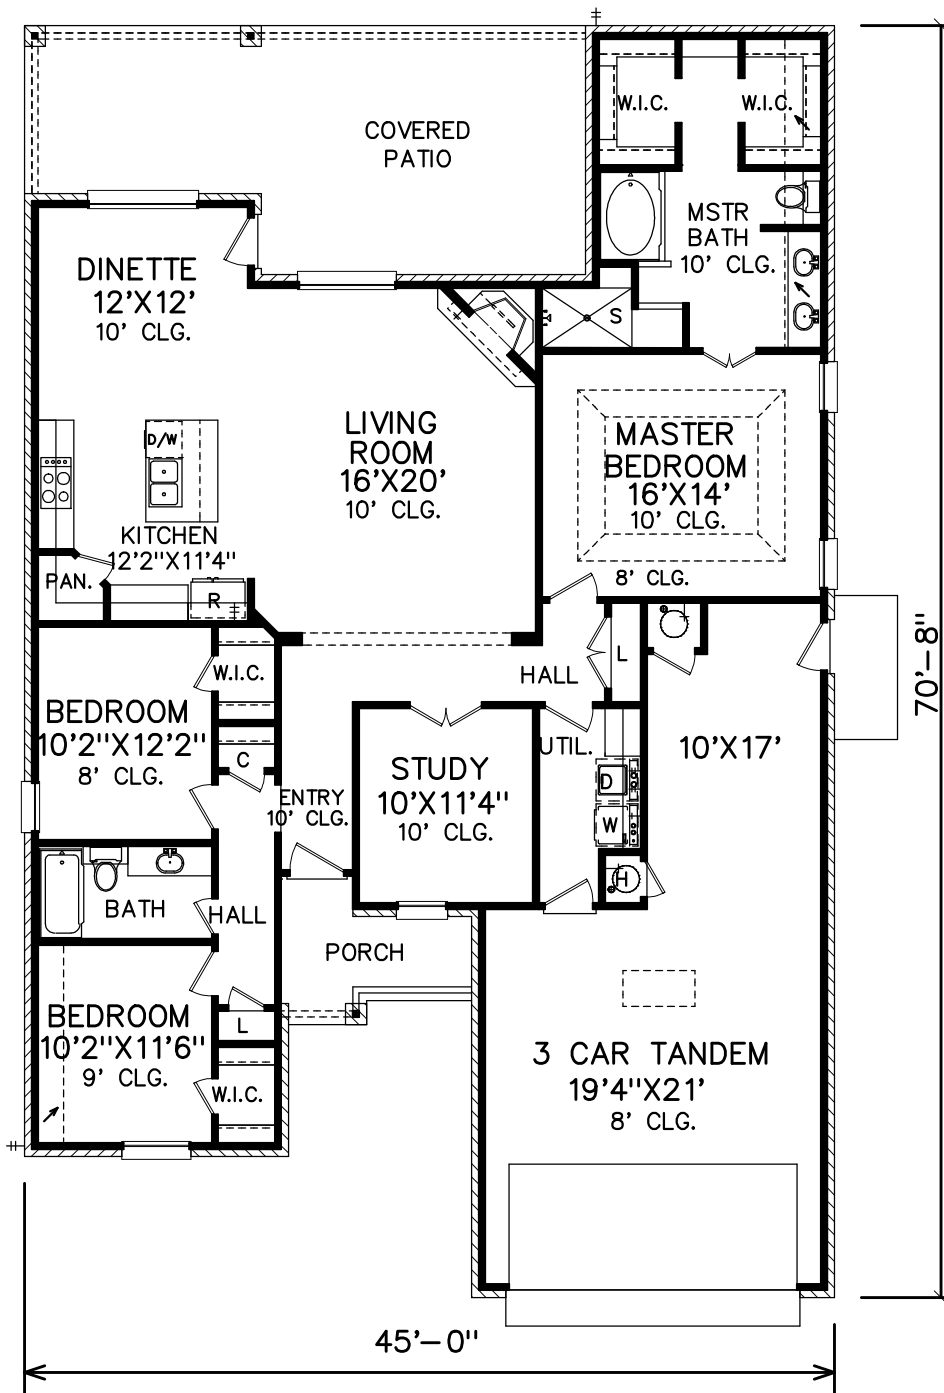 W.I.C.
W.I.C.
COVERED
PATIO
MSTR
BATH
10' CLG.
DINETTE
12'X12'
10' CLG.
S
LIVING
ROOM
16'X20'
10' CLG.
MASTER
BEDROOM
16'X14'
10' CLG.
8' CLG.
D/W
KITCHEN
12'2"X11'4"
PAN.
R
W.I.C.
HALL
L
70'-8"
BEDROOM
10'2"X12'2"
8' CLG.
C
ENTRY
10' CLG.
STUDY
10'X11'4"
10' CLG.
UTIL.
D
W
10'X17'
H
BATH
HALL
PORCH
BEDROOM
10'2"X11'6"
9' CLG.
L
W.I.C.
3 CAR TANDEM
19'4"X21'
8' CLG.
45'-0"